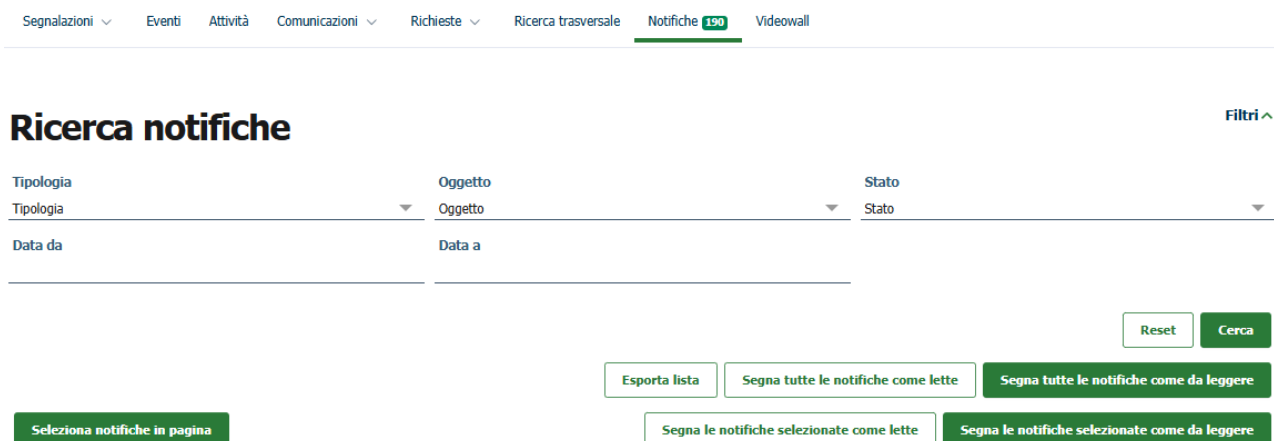 Segnalazioni Eventi Attività Comunicazioni Richieste Ricerca trasversale Notifiche 190 Videowall
Ricerca notifiche Filtri
Tipologia Oggetto Stato
Tipologia Oggetto Stato
Data da Data a
Reset Cerca
Esporta lista Segna tutte le notifiche come lette Segna tutte le notifiche come da leggere
Seleziona notifiche in pagina Segna le notifiche selezionate come lette Segna le notifiche selezionate come da leggere